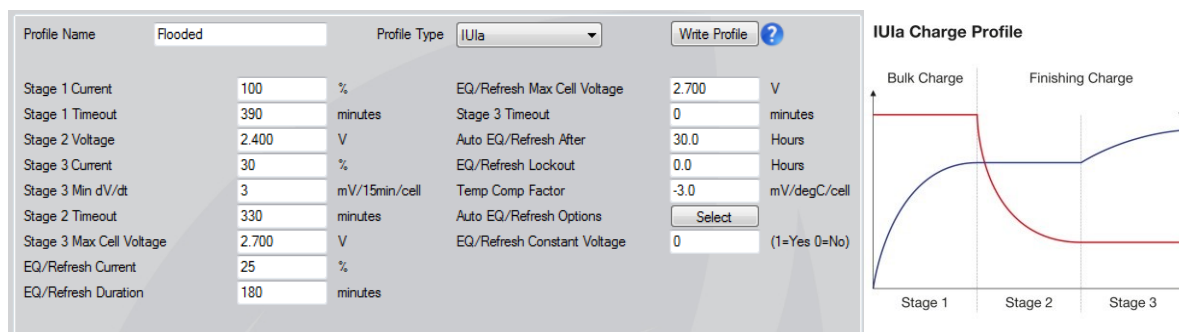 Profile Name Flooded Profile Type IUIa Write Profile ?
Stage 1 Current 100 % EQ/Refresh Max Cell Voltage 2.700 V
Stage 1 Timeout 390 minutes Stage 3 Timeout 0 minutes
Stage 2 Voltage 2.400 V Auto EQ/Refresh After 30.0 Hours
Stage 3 Current 30 % EQ/Refresh Lockout 0.0 Hours
Stage 3 Min dV/dt 3 mV/15min/cell Temp Comp Factor -3.0 mV/degC/cell
Stage 2 Timeout 330 minutes Auto EQ/Refresh Options Select
Stage 3 Max Cell Voltage 2.700 V EQ/Refresh Constant Voltage 0 (1=Yes 0=No)
EQ/Refresh Current 25 %
EQ/Refresh Duration 180 minutes
IUIa Charge Profile
Bulk Charge Finishing Charge
Stage 1 Stage 2 Stage 3